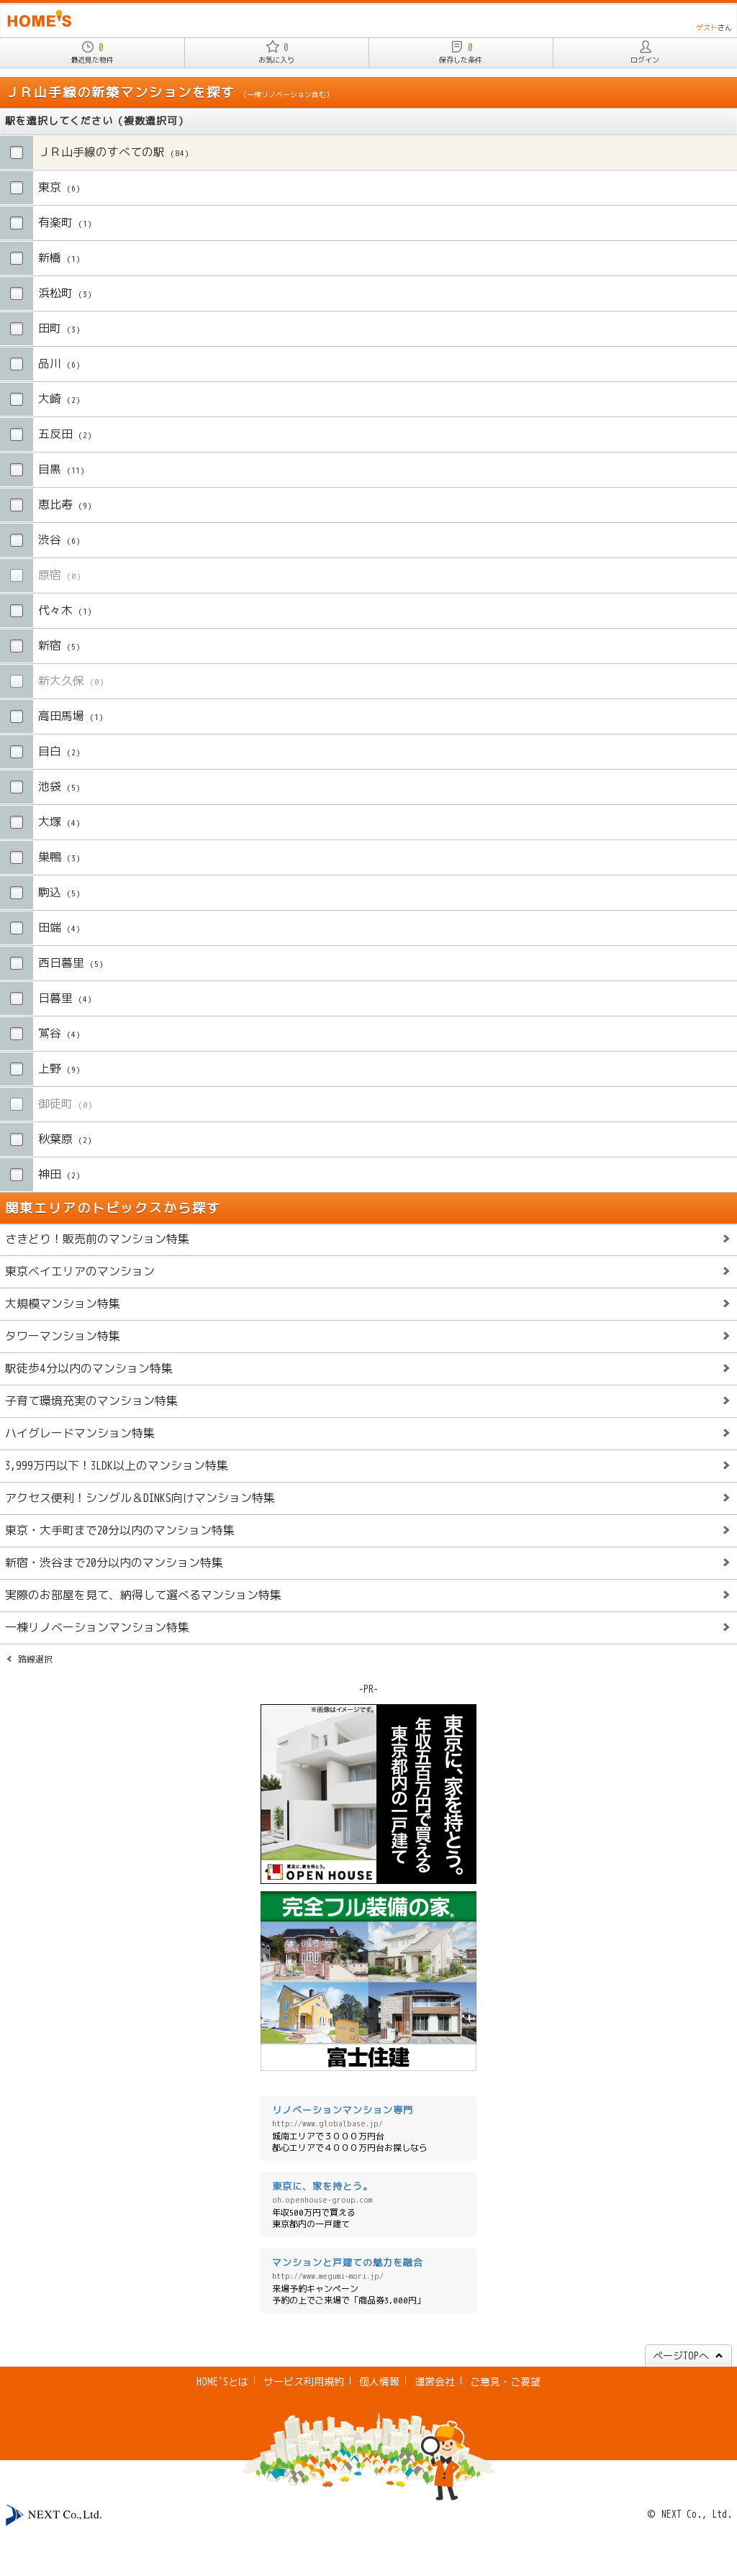 HOME'S
ゲストさん
0
最近見た物件
0
お気に入り
0
保存した条件
ログイン
ＪＲ山手線の新築マンションを探す (一棟リノベーション含む)
駅を選択してください（複数選択可）
ＪＲ山手線のすべての駅 (84)
東京 (6)
有楽町 (1)
新橋 (1)
浜松町 (3)
田町 (3)
品川 (6)
大崎 (2)
五反田 (2)
目黒 (11)
恵比寿 (9)
渋谷 (6)
原宿 (0)
代々木 (1)
新宿 (5)
新大久保 (0)
高田馬場 (1)
目白 (2)
池袋 (5)
大塚 (4)
巣鴨 (3)
駒込 (5)
田端 (4)
西日暮里 (5)
日暮里 (4)
鴬谷 (4)
上野 (9)
御徒町 (0)
秋葉原 (2)
神田 (2)
関東エリアのトピックスから探す
さきどり！販売前のマンション特集
東京ベイエリアのマンション
大規模マンション特集
タワーマンション特集
駅徒歩4分以内のマンション特集
子育て環境充実のマンション特集
ハイグレードマンション特集
3,999万円以下！3LDK以上のマンション特集
アクセス便利！シングル＆DINKS向けマンション特集
東京・大手町まで20分以内のマンション特集
新宿・渋谷まで20分以内のマンション特集
実際のお部屋を見て、納得して選べるマンション特集
一棟リノベーションマンション特集
路線選択
-PR-
※画像はイメージです。
東京に、家を持とう。
年収五百万円で買える
東京都内の一戸建て
東京に、家を持とう。
OPEN HOUSE
完全フル装備の家®
富士住建
リノベーションマンション専門
http://www.globalbase.jp/
城南エリアで３０００万円台
都心エリアで４０００万円台お探しなら
東京に、家を持とう。
oh.openhouse-group.com
年収500万円で買える
東京都内の一戸建て
マンションと戸建ての魅力を融合
http://www.megumi-mori.jp/
来場予約キャンペーン
予約の上でご来場で「商品券3,000円」
ページTOPへ
HOME'Sとは サービス利用規約 個人情報 運営会社 ご意見・ご要望
NEXT Co.,Ltd.
© NEXT Co., Ltd.